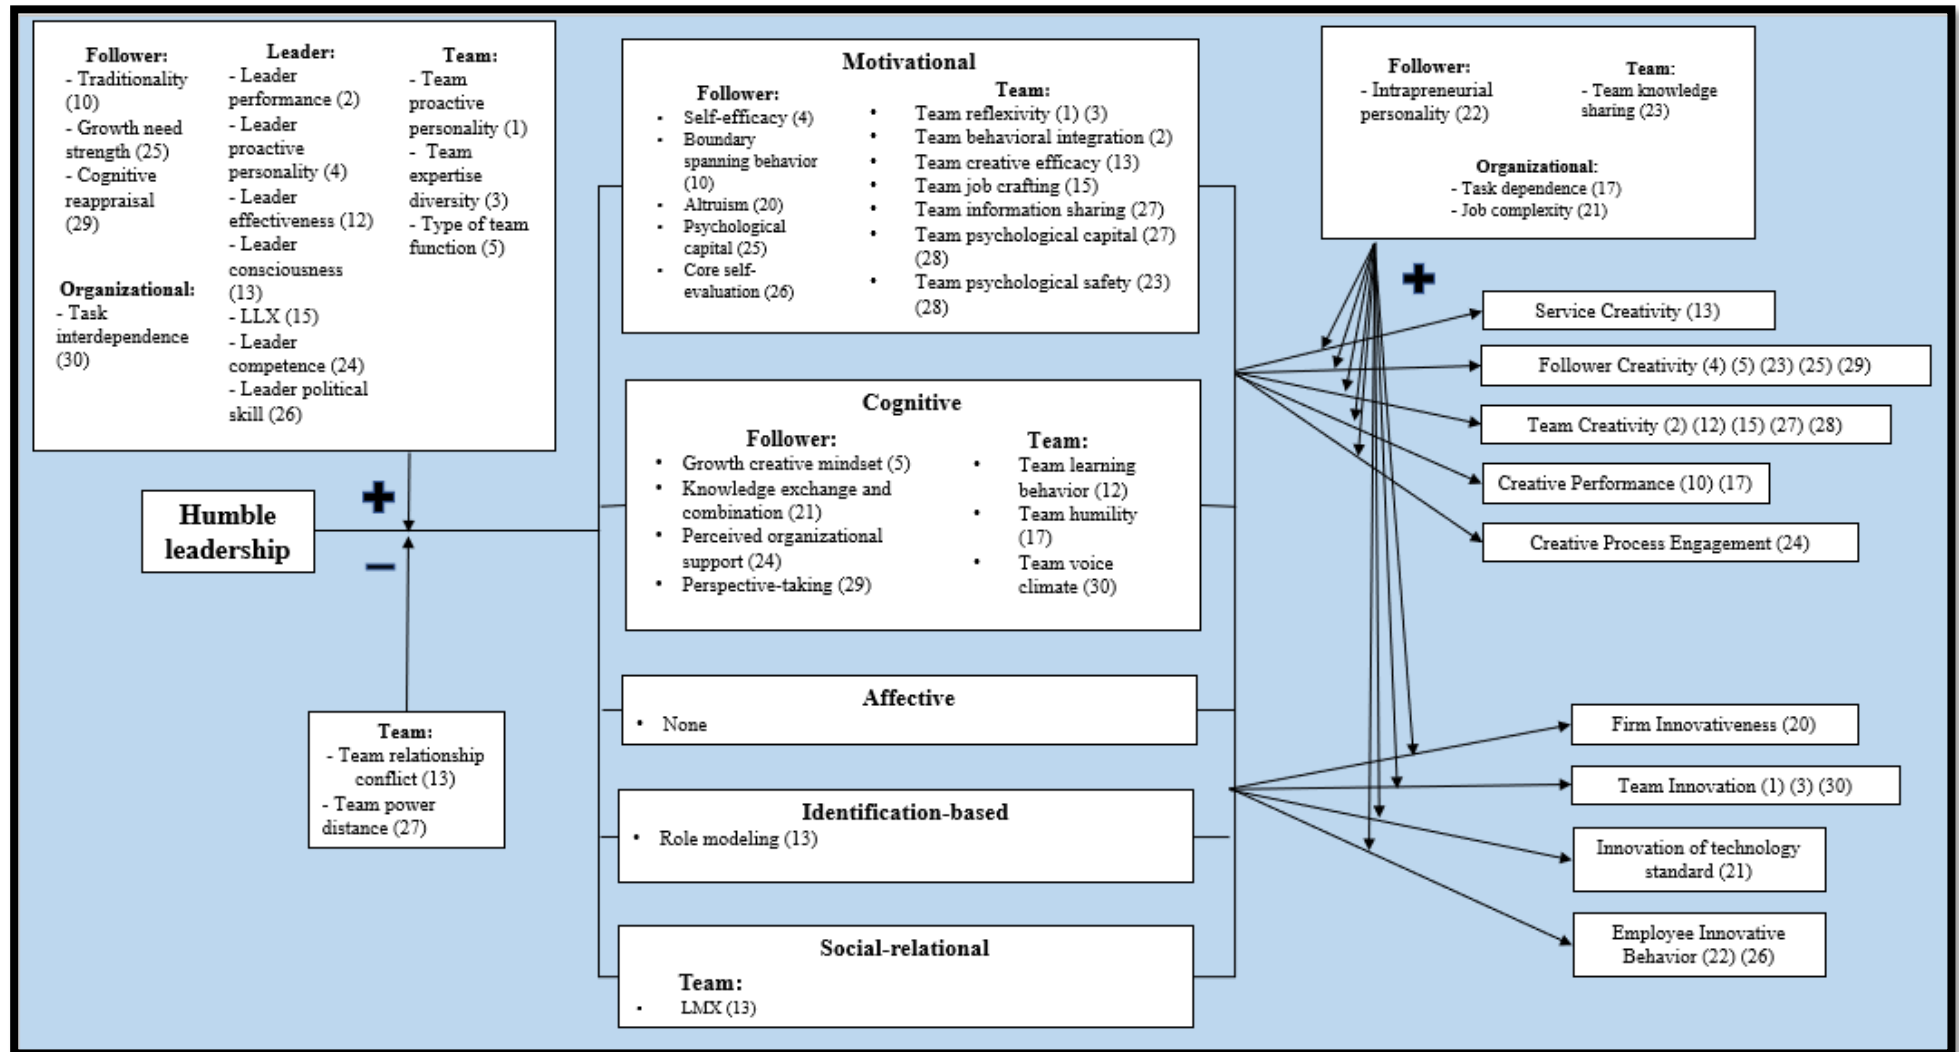 Follower:
- Traditionality
(10)
- Growth need
strength (25)
- Cognitive
reappraisal
(29)
Organizational:
- Task
interdependence
(30)
Leader:
- Leader
performance (2)
- Leader
proactive
personality (4)
- Leader
effectiveness (12)
- Leader
consciousness
(13)
- LLX (15)
- Leader
competence (24)
- Leader political
skill (26)
Team:
- Team
proactive
personality (1)
- Team
expertise
diversity (3)
- Type of team
function (5)
Humble
leadership
+
−
Team:
- Team relationship
conflict (13)
- Team power
distance (27)
Motivational
Follower:
▪ Self-efficacy (4)
▪ Boundary
spanning behavior
(10)
▪ Altruism (20)
▪ Psychological
capital (25)
▪ Core self-
evaluation (26)
Team:
• Team reflexivity (1) (3)
• Team behavioral integration (2)
• Team creative efficacy (13)
• Team job crafting (15)
• Team information sharing (27)
• Team psychological capital (27)
(28)
• Team psychological safety (23)
(28)
Cognitive
Follower:
• Growth creative mindset (5)
• Knowledge exchange and
combination (21)
• Perceived organizational
support (24)
• Perspective-taking (29)
Team:
• Team learning
behavior (12)
• Team humility
(17)
• Team voice
climate (30)
Affective
• None
Identification-based
• Role modeling (13)
Social-relational
Team:
▪ LMX (13)
Follower:
- Intrapreneurial
personality (22)
Team:
- Team knowledge
sharing (23)
Organizational:
- Task dependence (17)
- Job complexity (21)
+
Service Creativity (13)
Follower Creativity (4) (5) (23) (25) (29)
Team Creativity (2) (12) (15) (27) (28)
Creative Performance (10) (17)
Creative Process Engagement (24)
Firm Innovativeness (20)
Team Innovation (1) (3) (30)
Innovation of technology
standard (21)
Employee Innovative
Behavior (22) (26)